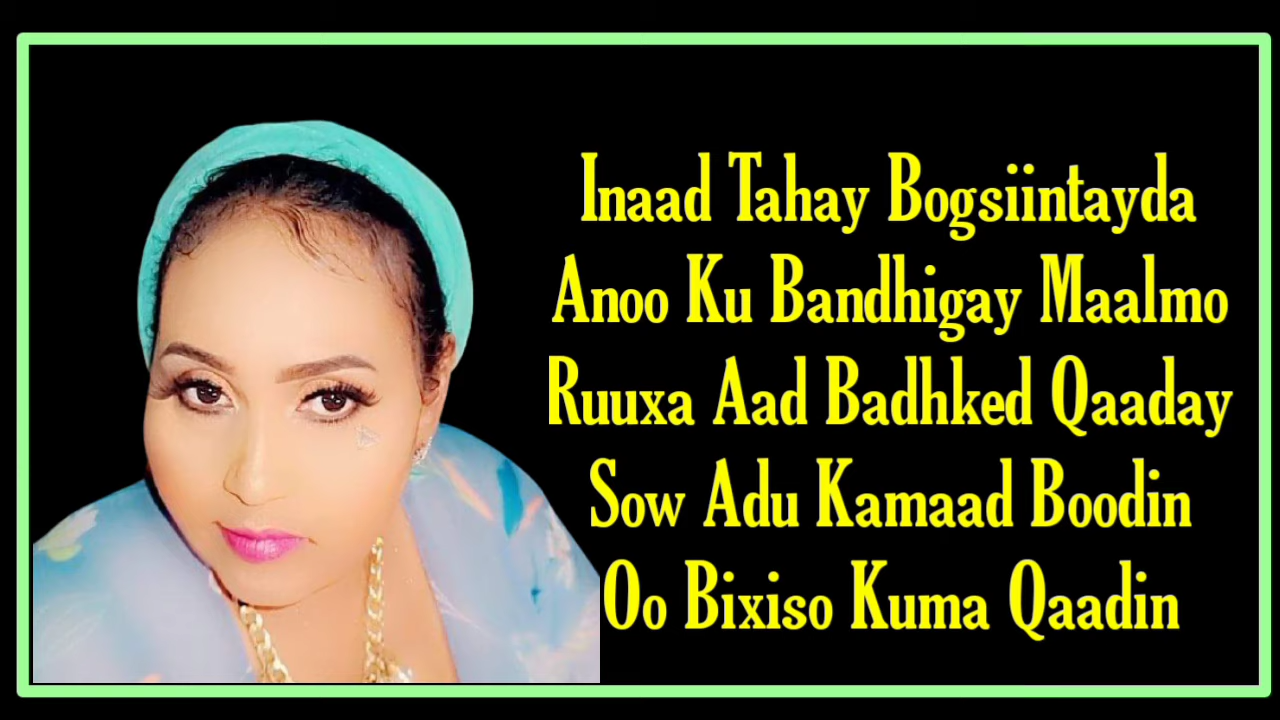 Inaad Tahay Bogsiintayda
Anoo Ku Bandhigay Maalmo
Ruuxa Aad Badhked Qaaday
Sow Adu Kamaad Boodin
Oo Bixiso Kuma Qaadin